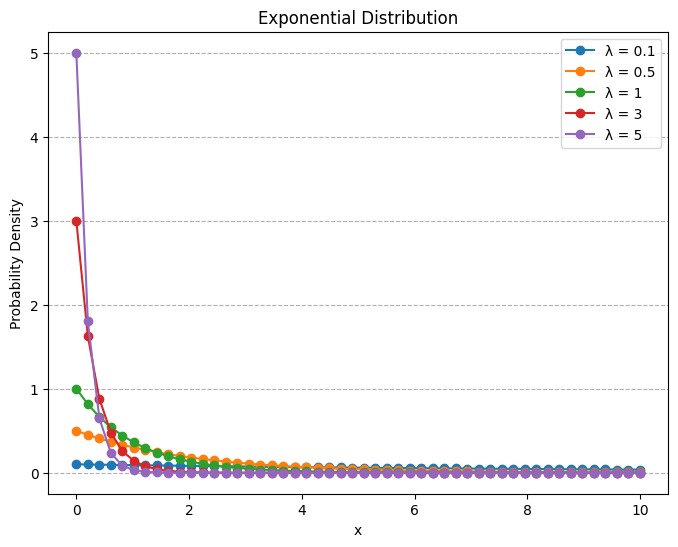 Exponential Distribution
λ = 0.1
λ = 0.5
λ = 1
λ = 3
λ = 5
Probability Density
5
4
3
2
1
0
0
2
4
6
8
10
x